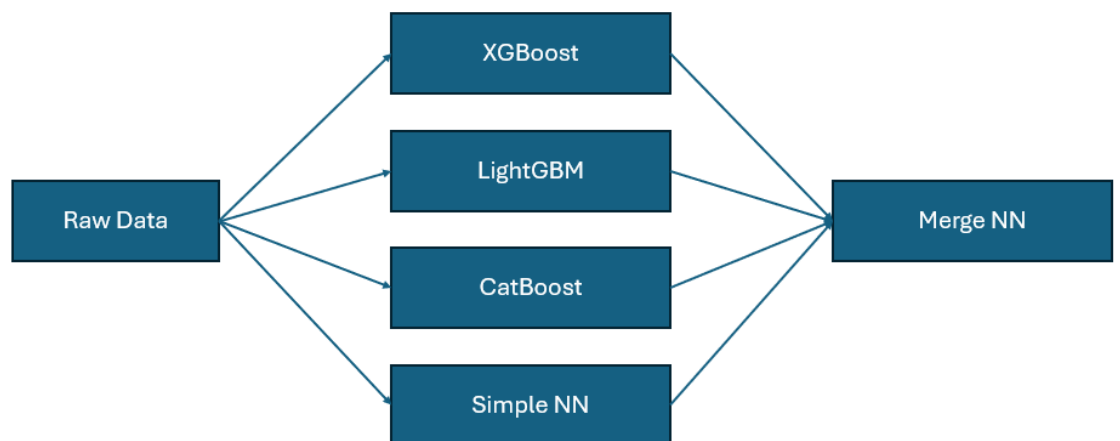 XGBoost
LightGBM
Raw Data
Merge NN
CatBoost
Simple NN